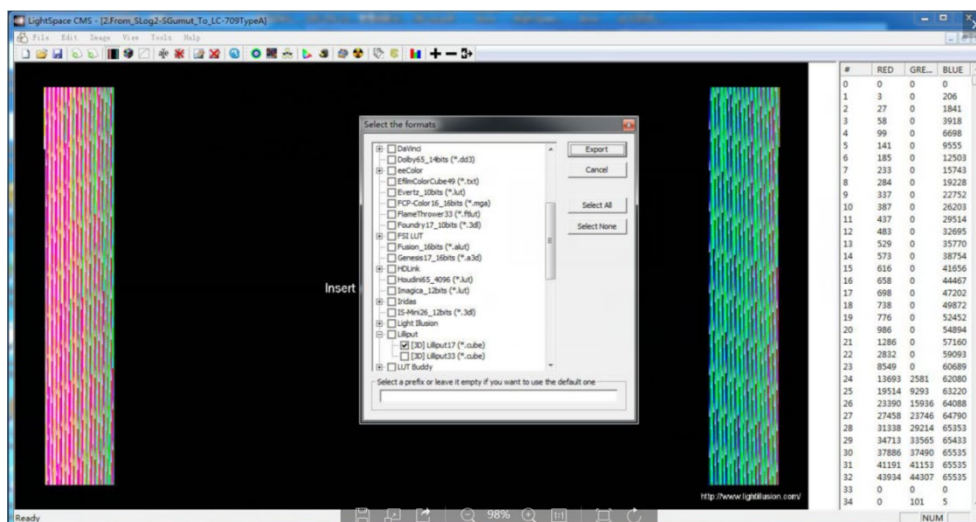 LightSpace CMS - [2.From_SLog2-SGumut_To_LC-709TypeA]
File Edit Image View Tools Help
Select the formats
DaVinci
Dolby65_14bits (*.dd3)
eeColor
EfilmColorCube49 (*.txt)
Evertz_10bits (*.lut)
FCP-Color16_16bits (*.mga)
FlameThrower33 (*.ftlut)
Foundry17_10bits (*.3dl)
FSI LUT
Fusion_16bits (*.alut)
Genesis17_16bits (*.a3d)
HDLink
Houdini65_4096 (*.lut)
Imagica_12bits (*.lut)
Iridas
IS-Mini26_12bits (*.3dl)
Light Illusion
Lilliput
[3D] Lilliput17 (*.cube)
[3D] Lilliput33 (*.cube)
LUT Buddy
Export
Cancel
Select All
Select None
Select a prefix or leave it empty if you want to use the default one
Insert
http://www.lightillusion.com/
# RED GRE... BLUE
0 0 0 0
1 3 0 206
2 27 0 1841
3 58 0 3918
4 99 0 6698
5 141 0 9555
6 185 0 12503
7 233 0 15743
8 284 0 19228
9 337 0 22752
10 387 0 26203
11 437 0 29514
12 483 0 32695
13 529 0 35770
14 573 0 38754
15 616 0 41656
16 658 0 44467
17 698 0 47202
18 738 0 49872
19 776 0 52452
20 986 0 54894
21 1286 0 57160
22 2832 0 59093
23 8549 0 60689
24 13693 2581 62080
25 19514 9293 63220
26 23390 15936 64088
27 27458 23746 64790
28 31338 29214 65353
29 34713 33565 65433
30 37886 37490 65535
31 41191 41153 65535
32 43934 44307 65535
33 0 0 0
34 0 101 5
98%
1:1
Ready
NUM